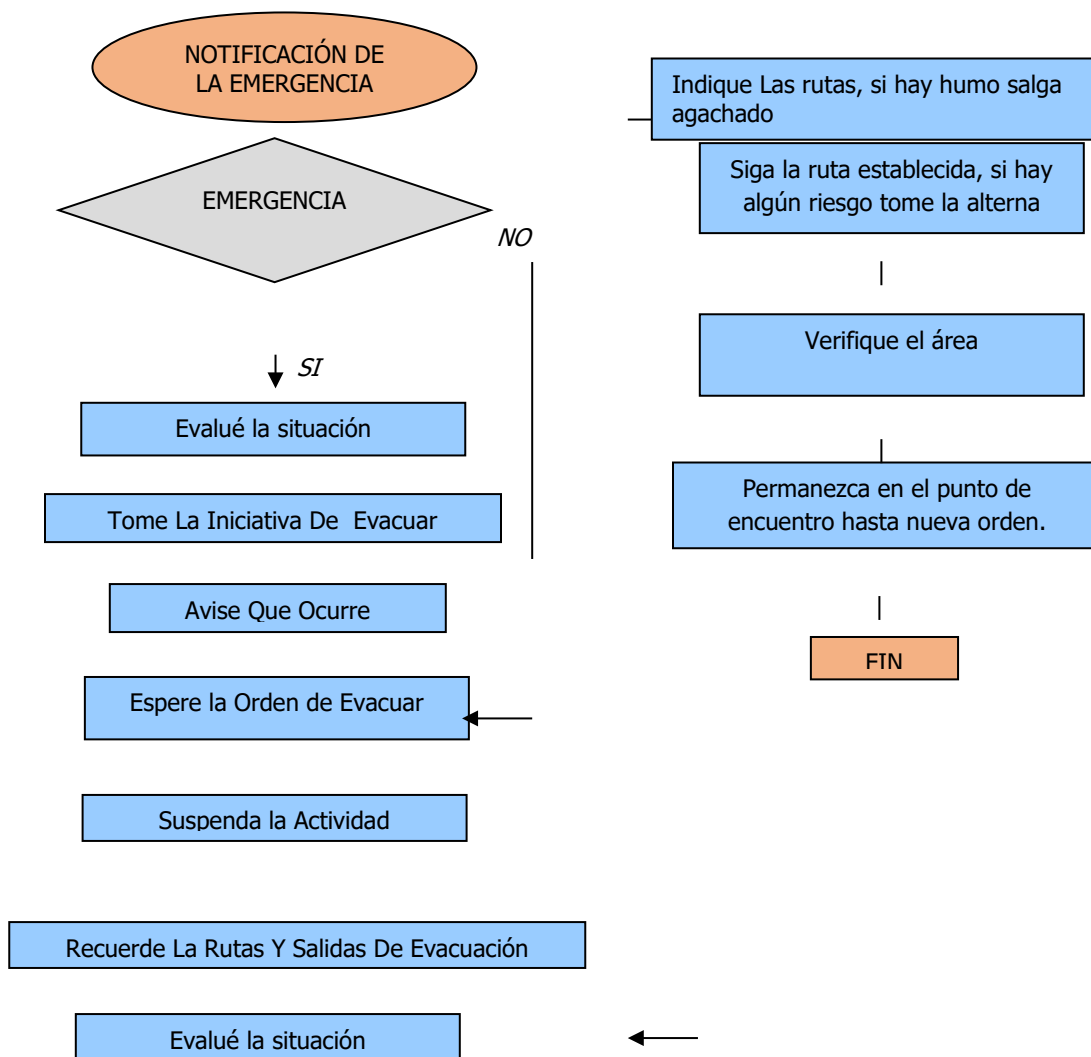 NOTIFICACIÓN DE
LA EMERGENCIA
EMERGENCIA
NO
SI
Evalué la situación
Tome La Iniciativa De Evacuar
Avise Que Ocurre
Espere la Orden de Evacuar
Suspenda la Actividad
Recuerde La Rutas Y Salidas De Evacuación
Evalué la situación
Indique Las rutas, si hay humo salga
agachado
Siga la ruta establecida, si hay
algún riesgo tome la alterna
Verifique el área
Permanezca en el punto de
encuentro hasta nueva orden.
FIN